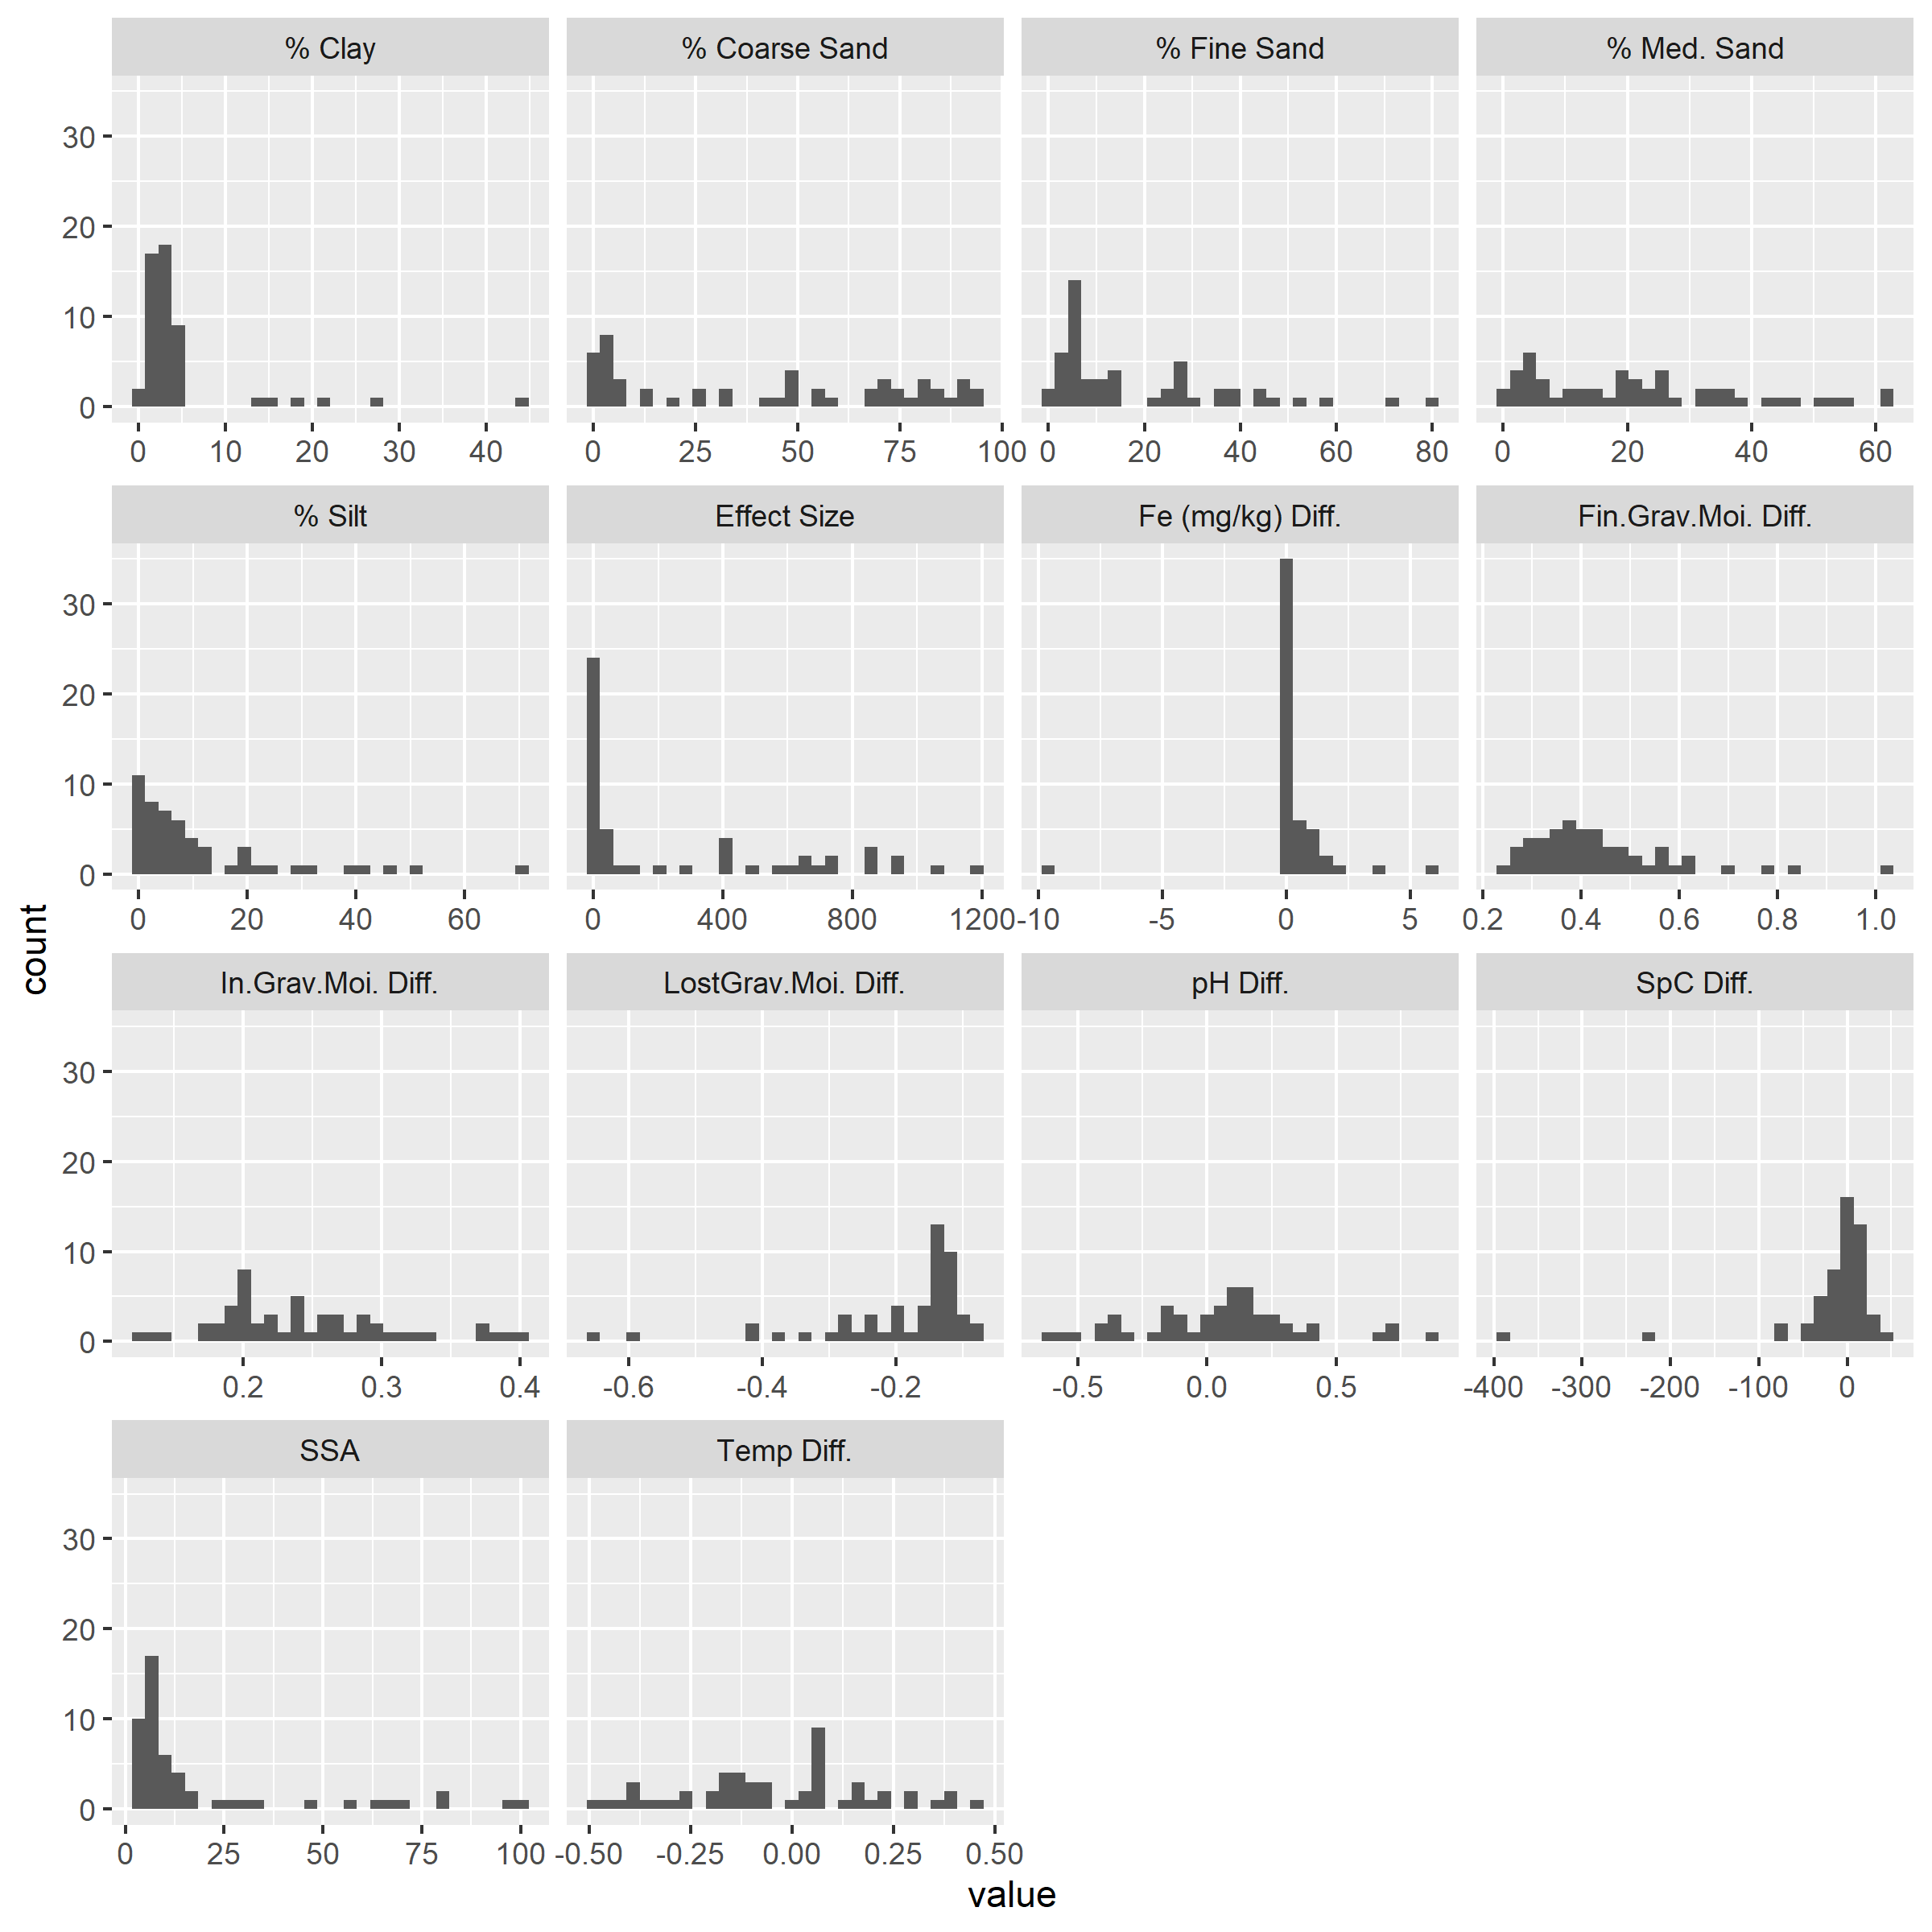 % Clay % Coarse Sand % Fine Sand % Med. Sand
30
20
10
0
0 10 20 30 40 0 25 50 75 100 0 20 40 60 80 0 20 40 60
% Silt Effect Size Fe (mg/kg) Diff. Fin.Grav.Moi. Diff.
30
20
10
0
0 20 40 60 0 400 800 1200 -10 -5 0 5 0.2 0.4 0.6 0.8 1.0
count
In.Grav.Moi. Diff. LostGrav.Moi. Diff. pH Diff. SpC Diff.
30
20
10
0
0.2 0.3 0.4 -0.6 -0.4 -0.2 -0.5 0.0 0.5 -400 -300 -200 -100 0
SSA Temp Diff.
30
20
10
0
0 25 50 75 100 -0.50 -0.25 0.00 0.25 0.50
value